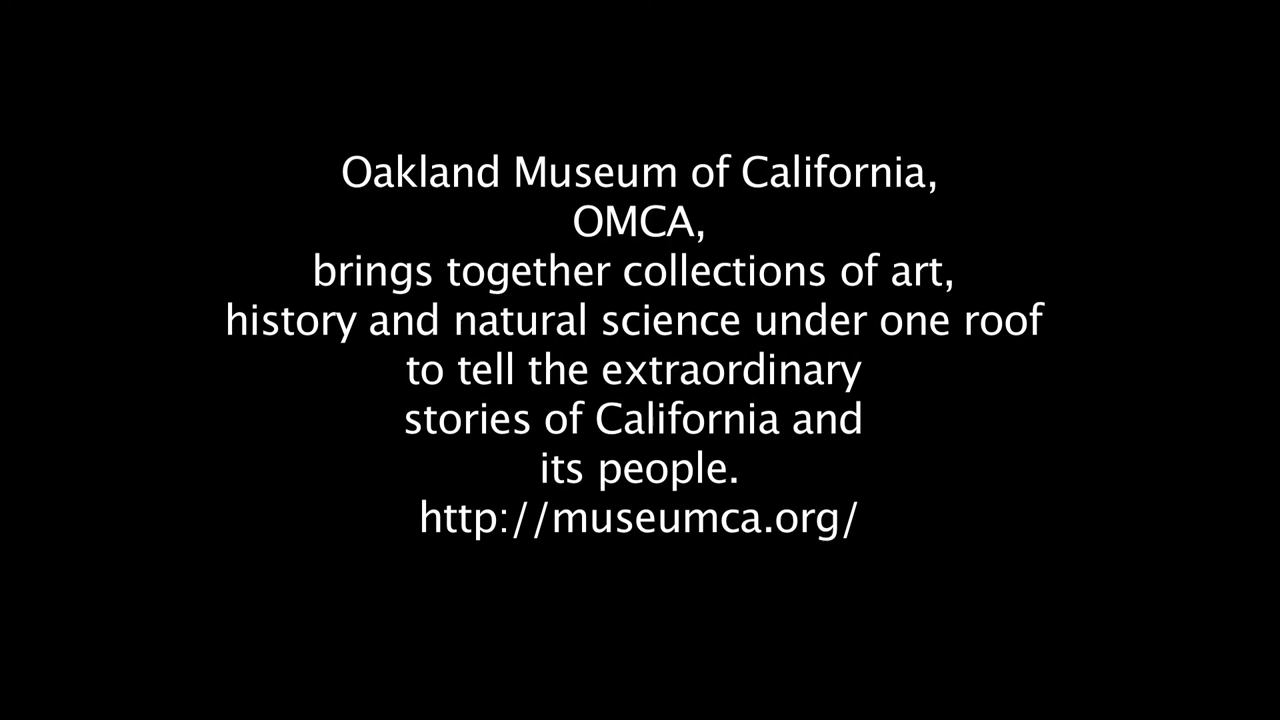 Oakland Museum of California,
OMCA,
brings together collections of art,
history and natural science under one roof
to tell the extraordinary
stories of California and
its people.
http://museumca.org/